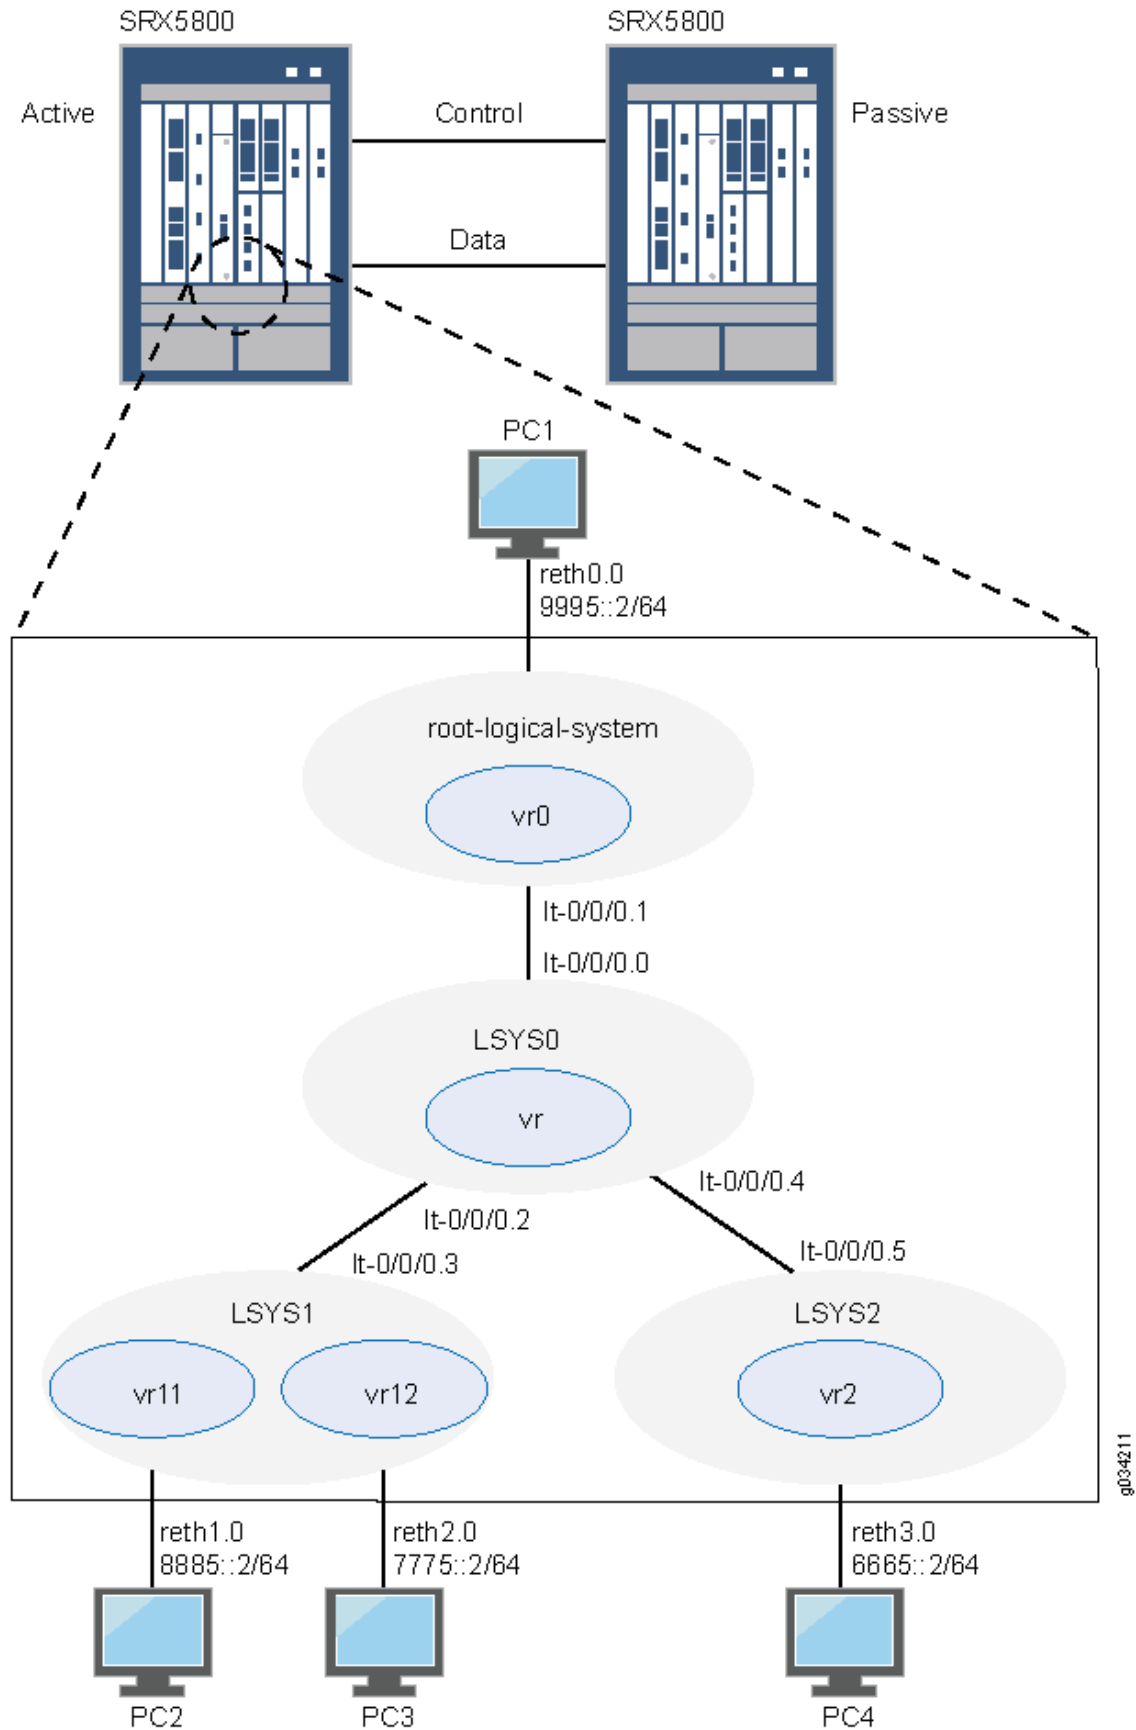 SRX5800
SRX5800
Active
Control
Passive
Data
PC1
reth0.0
9995::2/64
root-logical-system
vr0
lt-0/0/0.1
lt-0/0/0.0
LSYS0
vr
lt-0/0/0.4
lt-0/0/0.2
lt-0/0/0.5
lt-0/0/0.3
LSYS1
LSYS2
vr11
vr12
vr2
g034211
reth1.0
8885::2/64
reth2.0
7775::2/64
reth3.0
6665::2/64
PC2
PC3
PC4